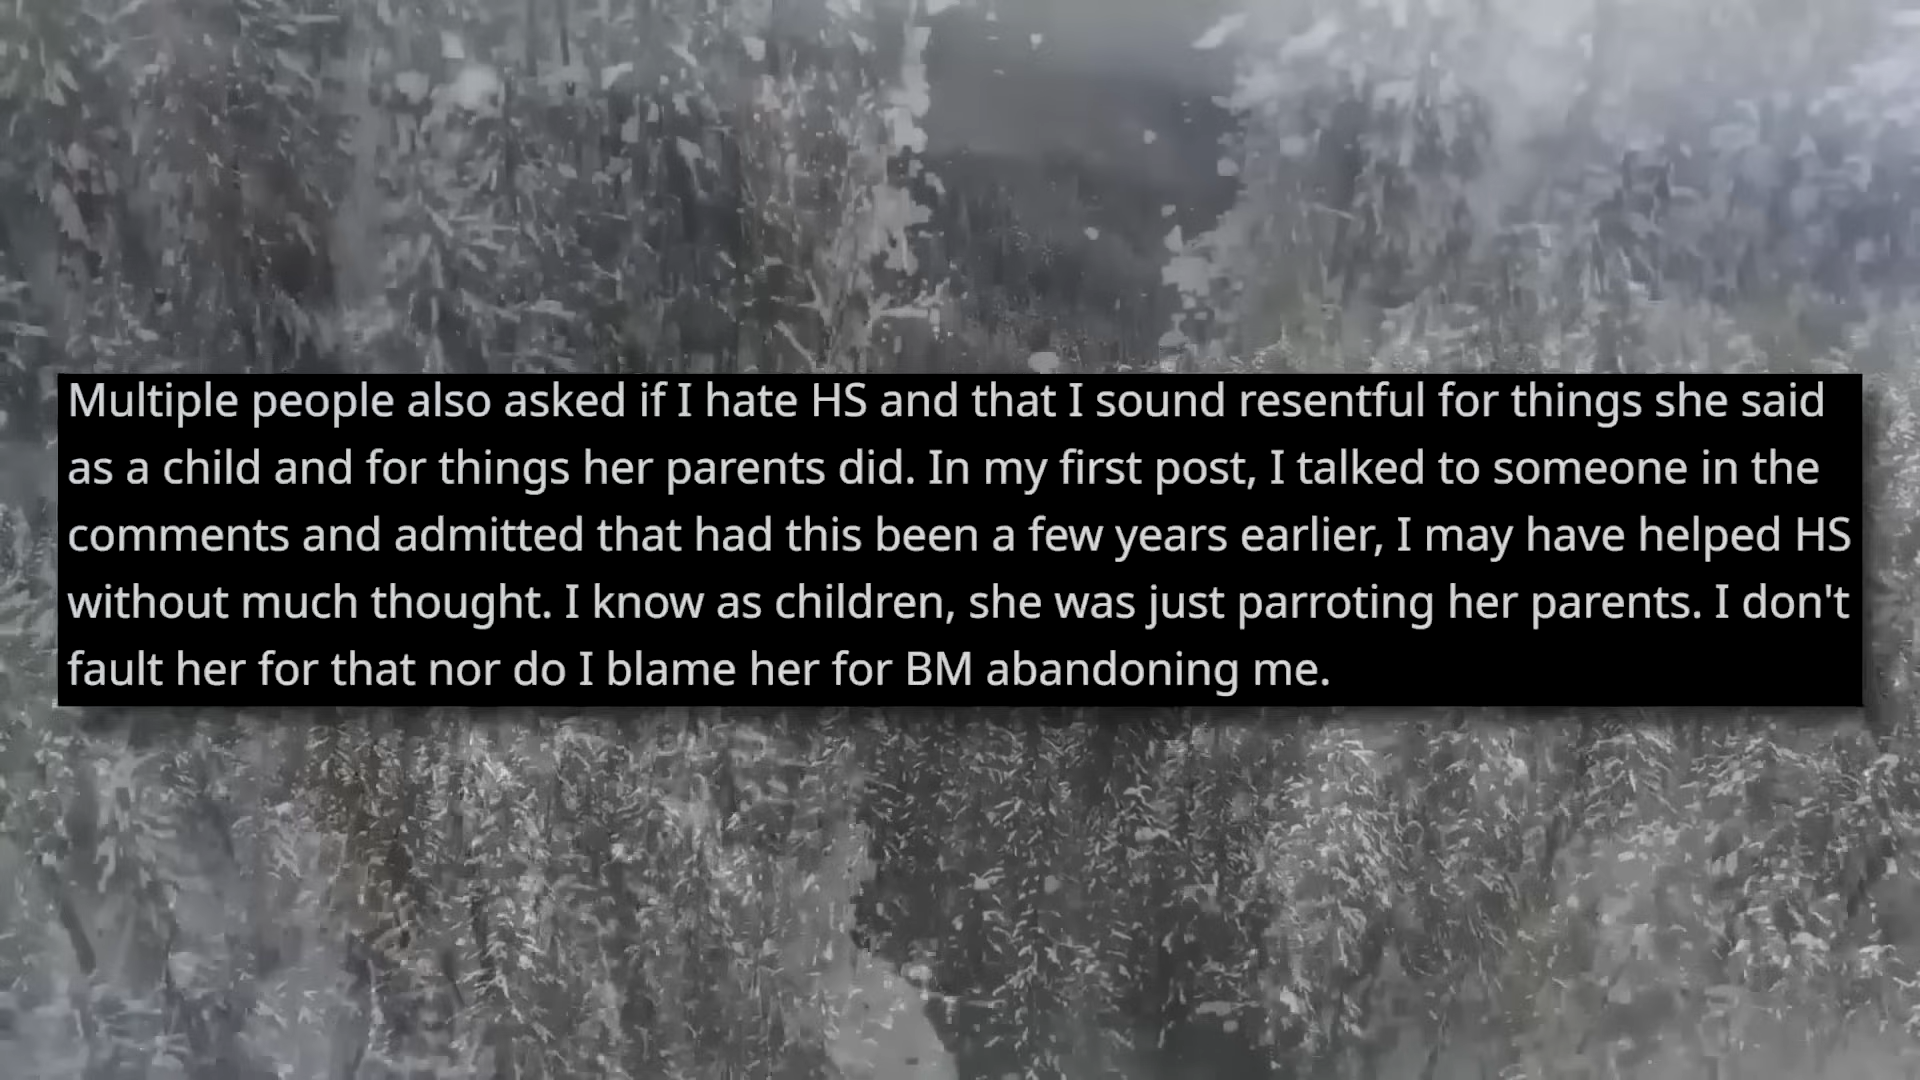 Multiple people also asked if I hate HS and that I sound resentful for things she said
as a child and for things her parents did. In my first post, I talked to someone in the
comments and admitted that had this been a few years earlier, I may have helped HS
without much thought. I know as children, she was just parroting her parents. I don't
fault her for that nor do I blame her for BM abandoning me.